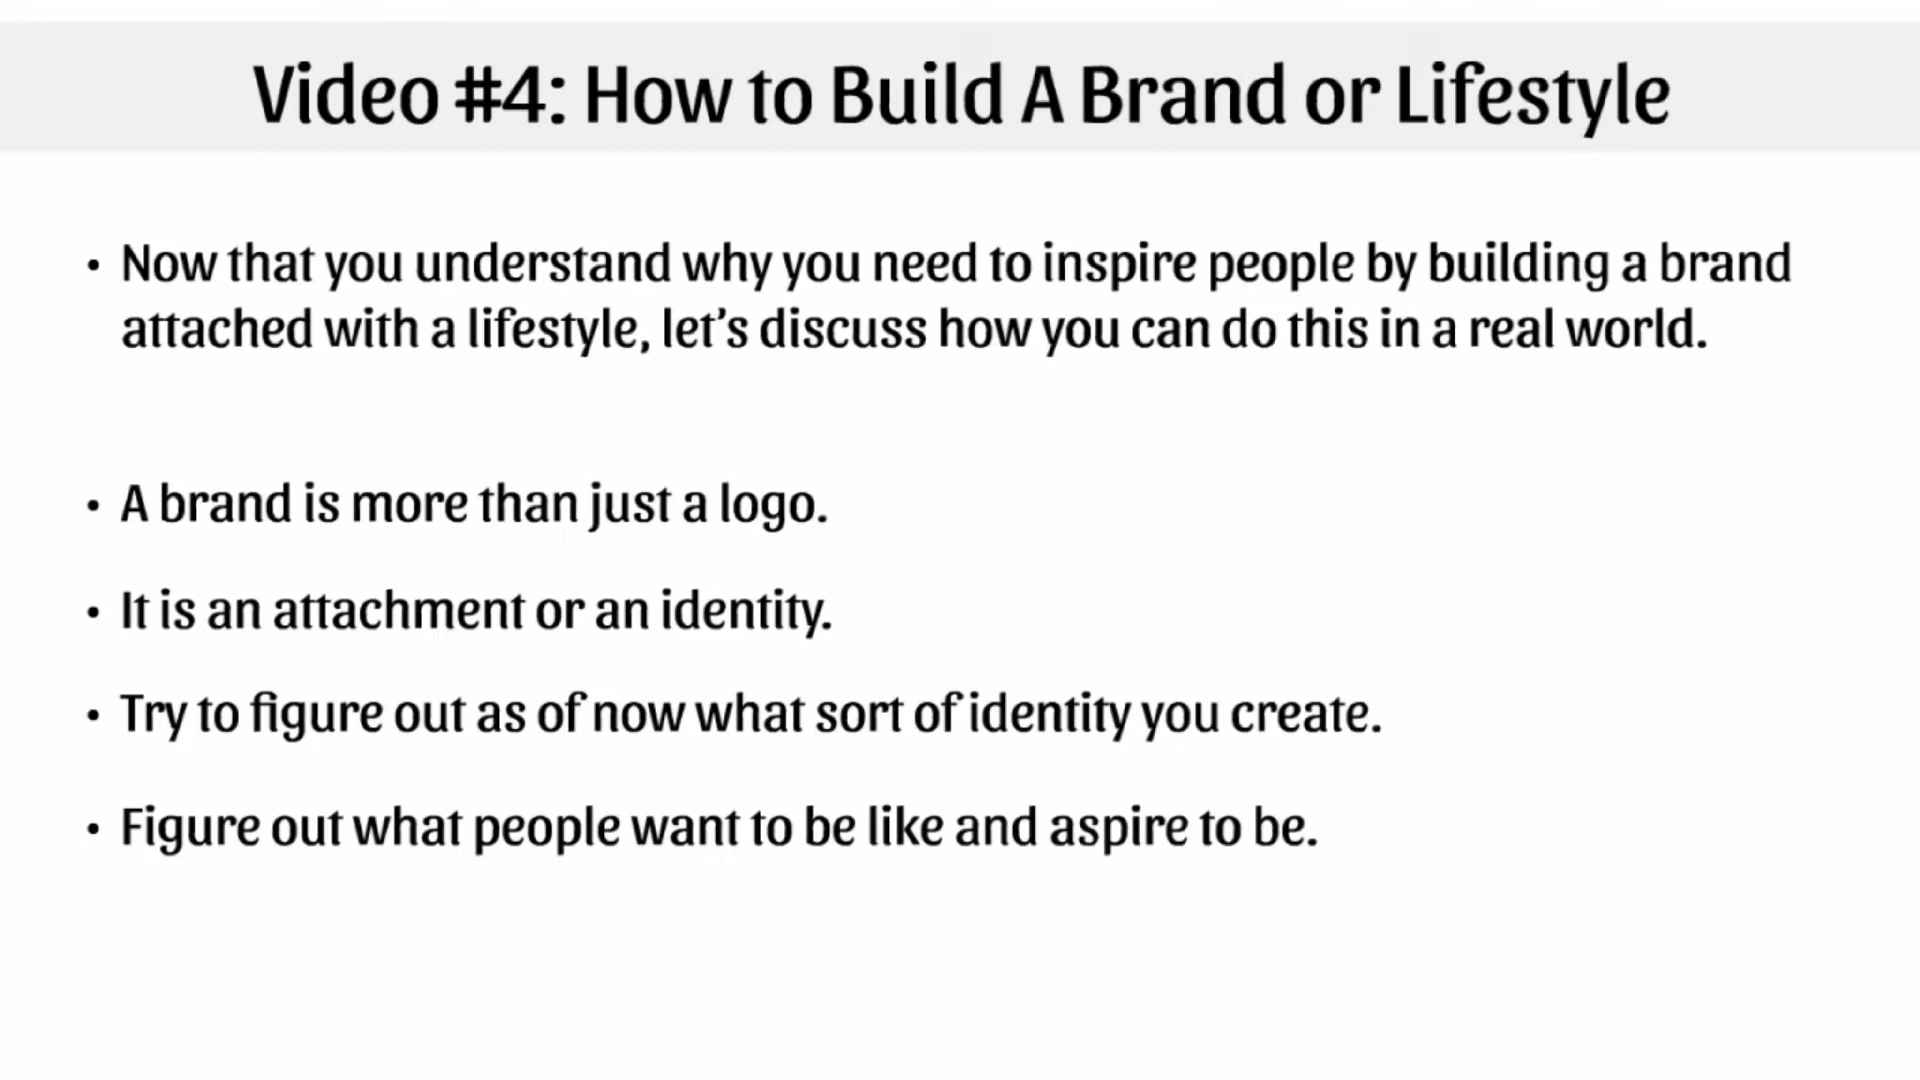 Video #4: How to Build A Brand or Lifestyle
• Now that you understand why you need to inspire people by building a brand
attached with a lifestyle, let’s discuss how you can do this in a real world.
• A brand is more than just a logo.
• It is an attachment or an identity.
• Try to figure out as of now what sort of identity you create.
• Figure out what people want to be like and aspire to be.